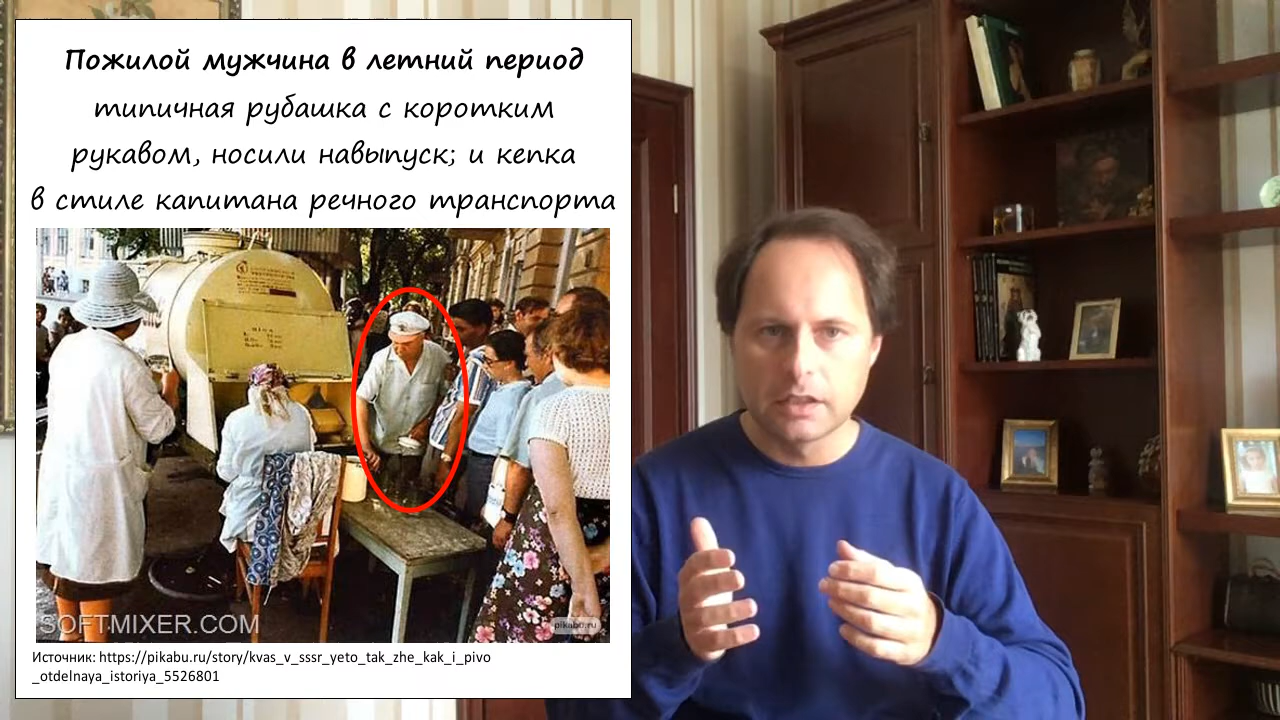 Пожилой мужчина в летний период
типичная рубашка с коротким
рукавом, носили навыпуск; и кепка
в стиле капитана речного транспорта
SOFTMIXER.COM
pikabu.ru
Источник: https://pikabu.ru/story/kvas_v_sssr_yeto_tak_zhe_kak_i_pivo
_otdelnaya_istoriya_5526801